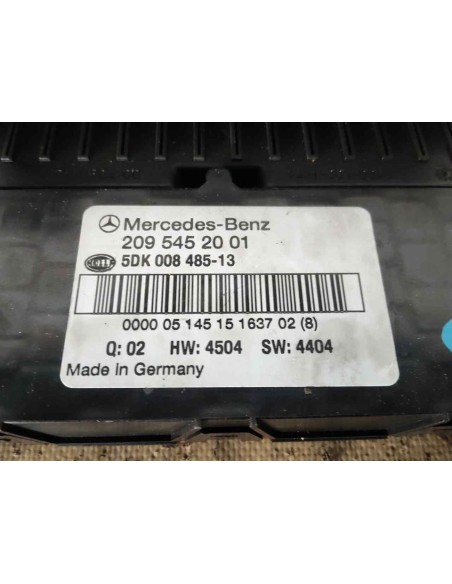 Mercedes-Benz
209 545 20 01
HELLA 5DK 008 485-13
0000 05 145 15 1637 02 (8)
Q: 02 HW: 4504 SW: 4404
Made in Germany